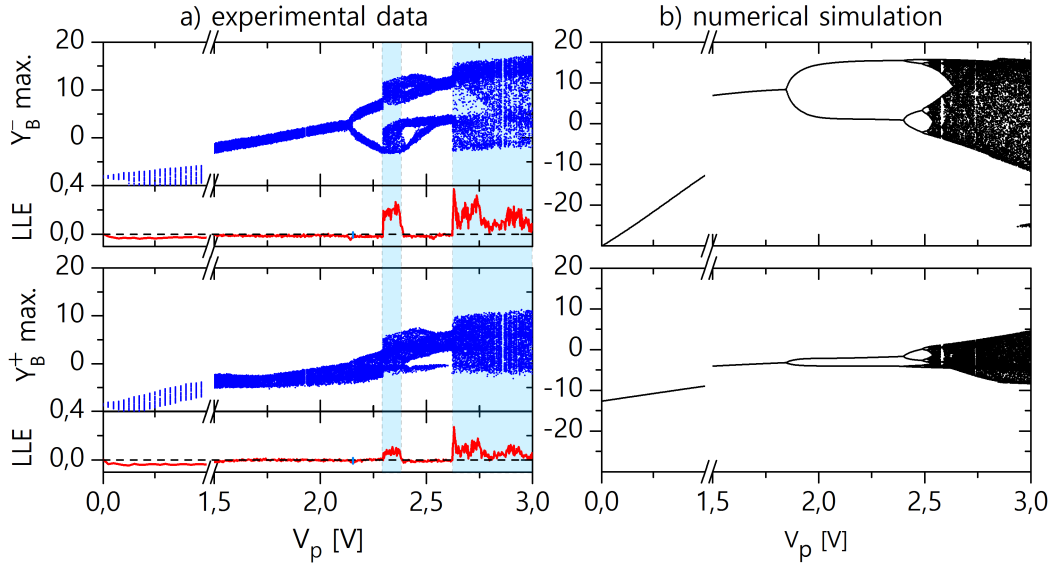 a) experimental data
b) numerical simulation
20
10
0
Y_B^- max.
0,4
0,0
LLE
20
10
0
Y_B^+ max.
0,4
0,0
LLE
0,0 1,5 2,0 2,5 3,0
V_p [V]
20
10
0
-10
-20
20
10
0
-10
-20
0,0 1,5 2,0 2,5 3,0
V_p [V]